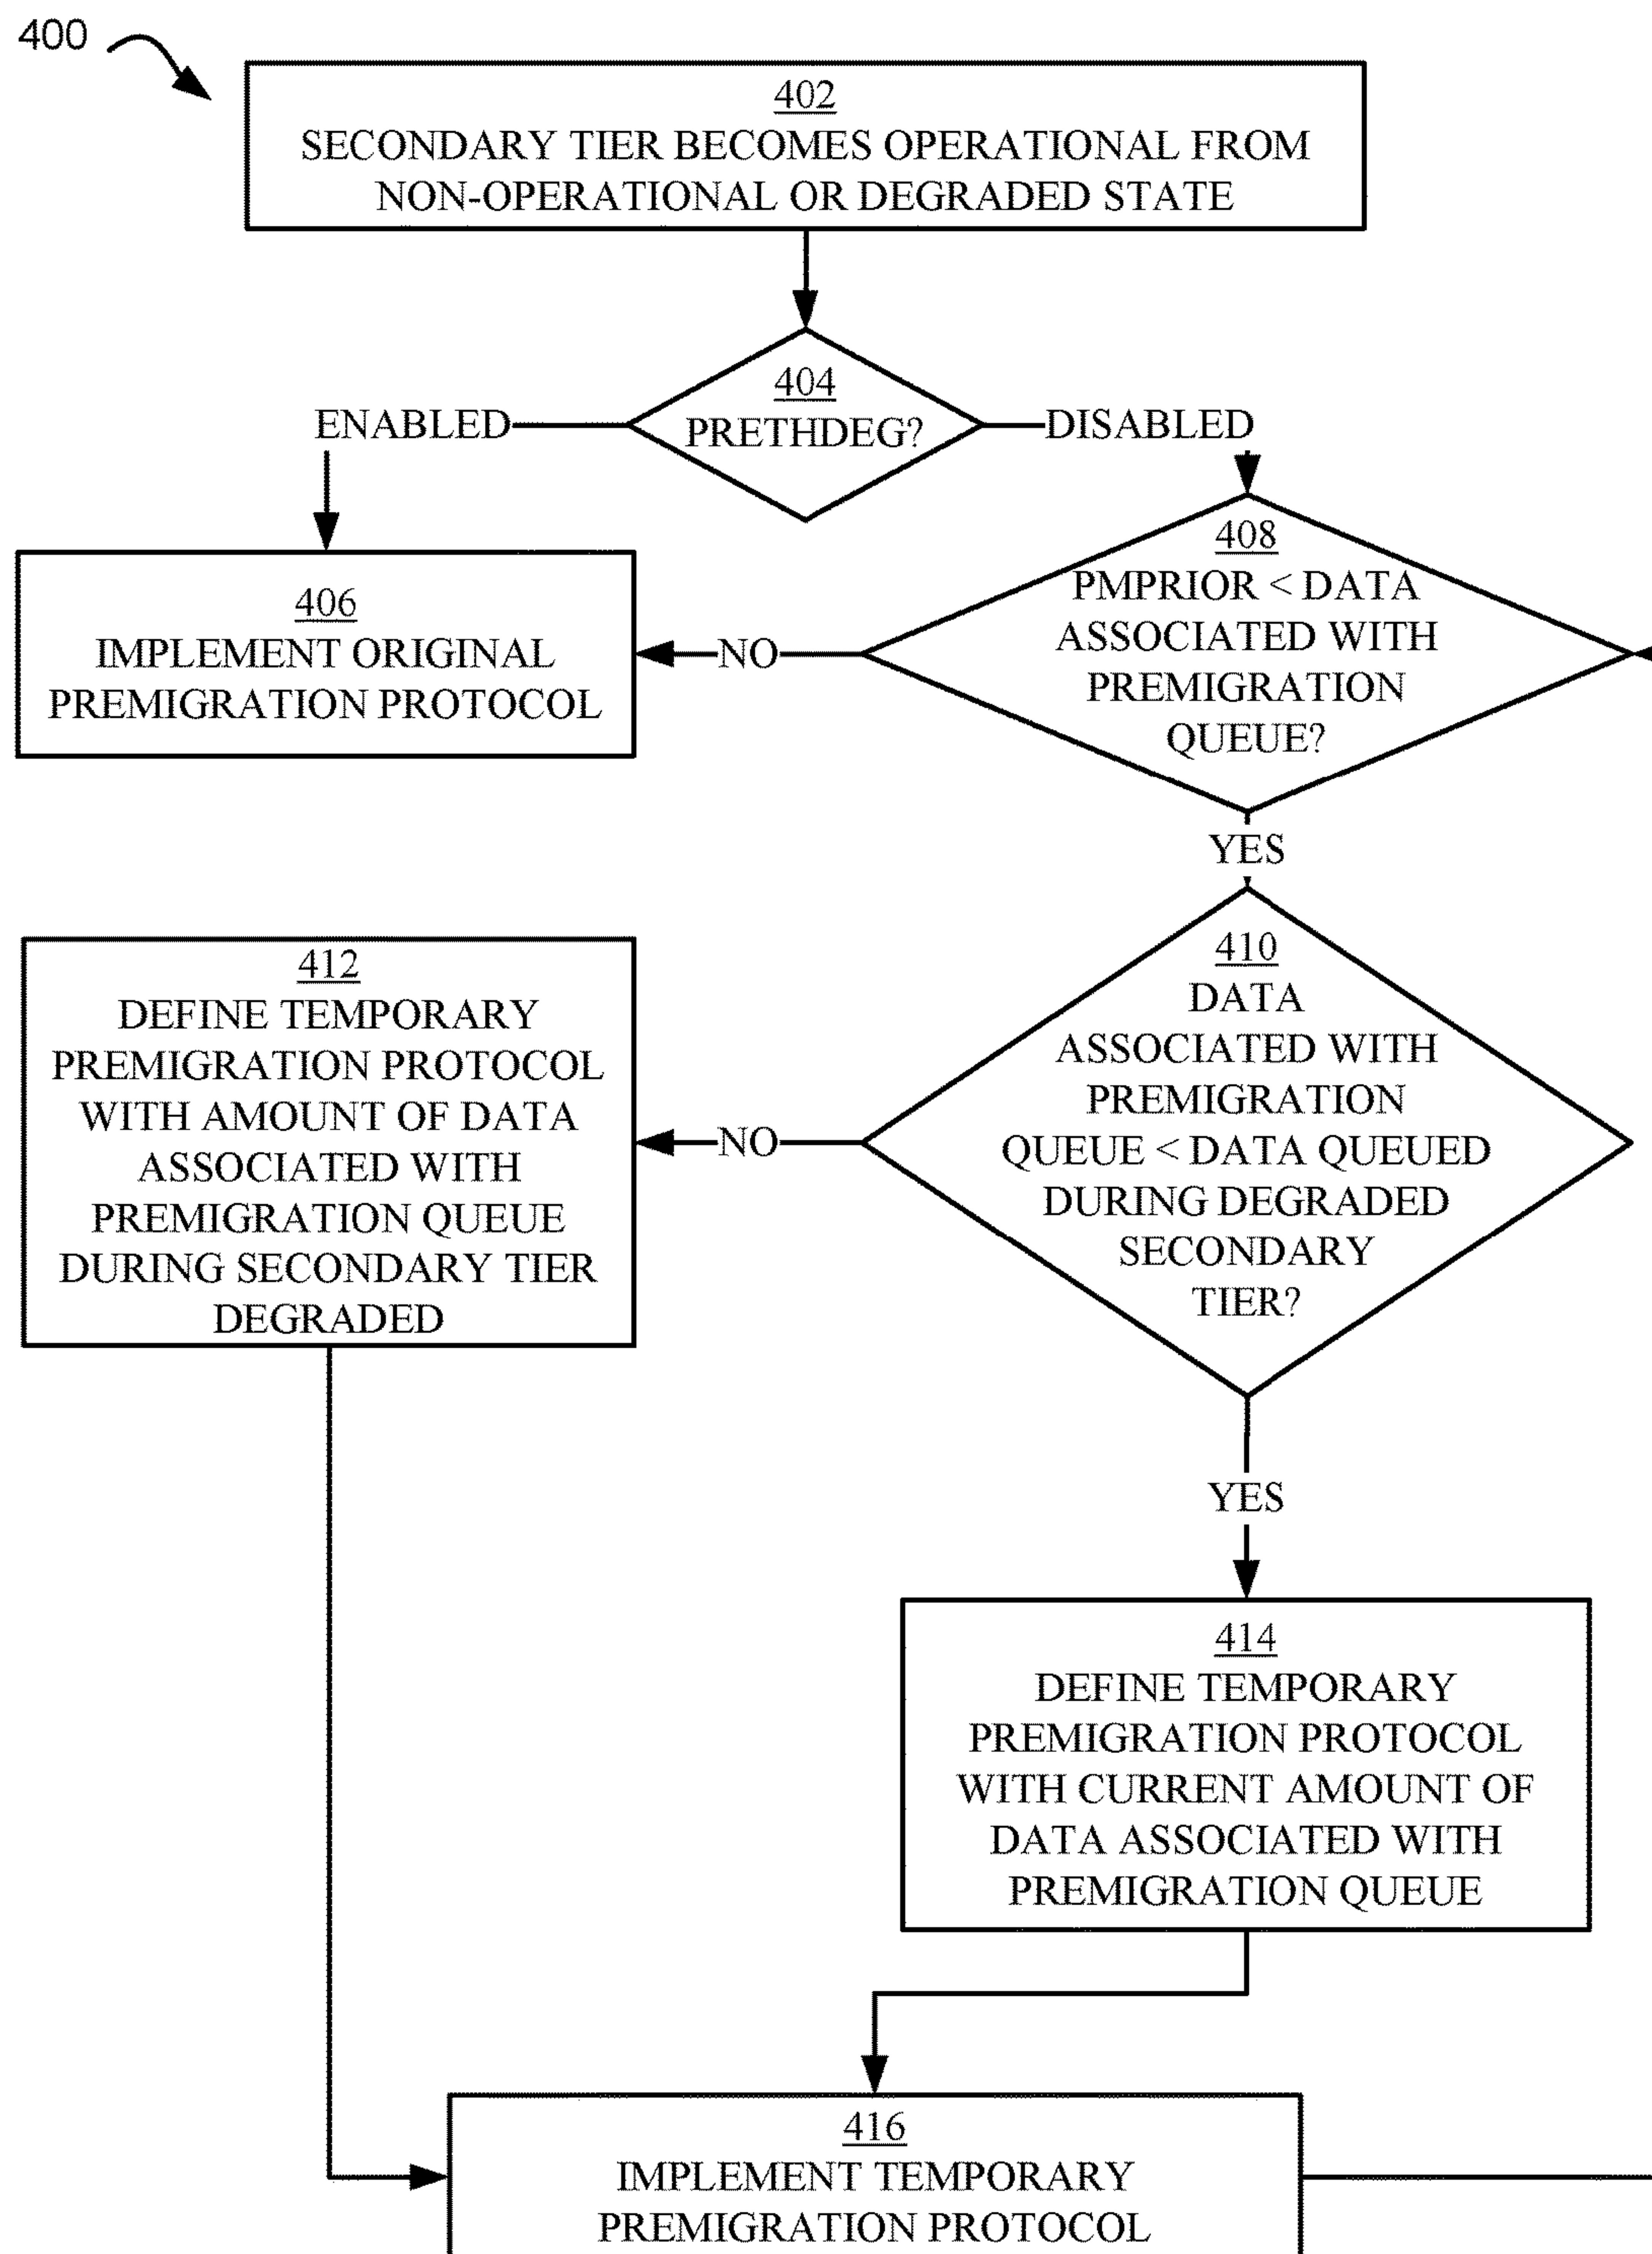 400
402
SECONDARY TIER BECOMES OPERATIONAL FROM
NON-OPERATIONAL OR DEGRADED STATE
404
PRETHDEG?
ENABLED
DISABLED
406
IMPLEMENT ORIGINAL
PREMIGRATION PROTOCOL
NO
408
PMPRIOR < DATA
ASSOCIATED WITH
PREMIGRATION
QUEUE?
YES
410
DATA
ASSOCIATED WITH
PREMIGRATION
QUEUE < DATA QUEUED
DURING DEGRADED
SECONDARY
TIER?
NO
412
DEFINE TEMPORARY
PREMIGRATION PROTOCOL
WITH AMOUNT OF DATA
ASSOCIATED WITH
PREMIGRATION QUEUE
DURING SECONDARY TIER
DEGRADED
YES
414
DEFINE TEMPORARY
PREMIGRATION PROTOCOL
WITH CURRENT AMOUNT OF
DATA ASSOCIATED WITH
PREMIGRATION QUEUE
416
IMPLEMENT TEMPORARY
PREMIGRATION PROTOCOL